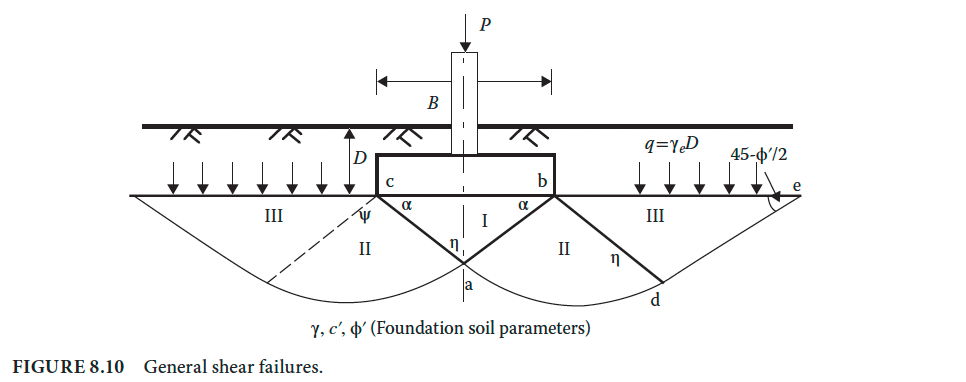 P
B
q=γₑD
45-ϕ′/2
D
c
b
e
III
ψ
α
α
I
III
II
η
II
η
a
d
γ, c′, ϕ′ (Foundation soil parameters)
FIGURE 8.10 General shear failures.